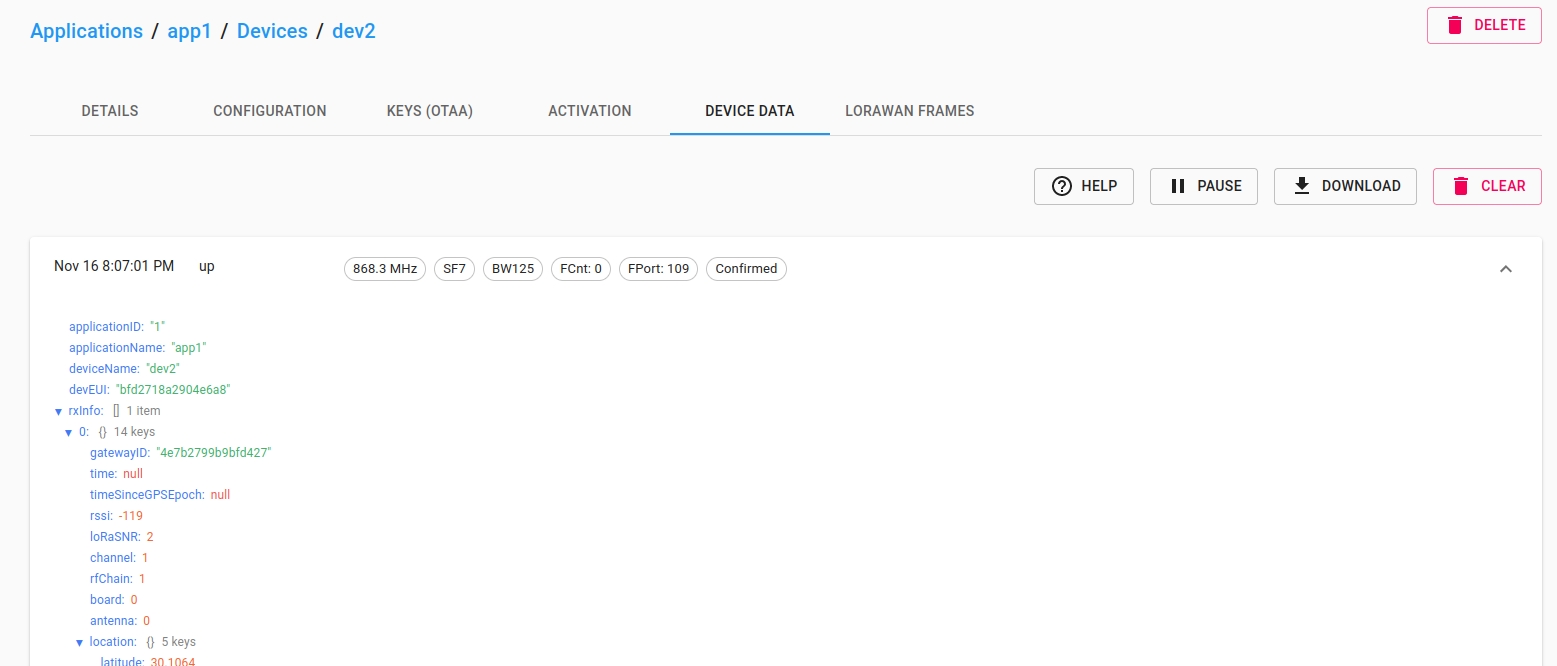 Applications / app1 / Devices / dev2
DELETE
DETAILS CONFIGURATION KEYS (OTAA) ACTIVATION DEVICE DATA LORAWAN FRAMES
HELP PAUSE DOWNLOAD CLEAR
Nov 16 8:07:01 PM up 868.3 MHz SF7 BW125 FCnt: 0 FPort: 109 Confirmed
applicationID: "1"
applicationName: "app1"
deviceName: "dev2"
devEUI: "bfd2718a2904e6a8"
▼ rxInfo: [] 1 item
▼ 0: {} 14 keys
gatewayID: "4e7b2799b9bfd427"
time: null
timeSinceGPSEpoch: null
rssi: -119
loRaSNR: 2
channel: 1
rfChain: 1
board: 0
antenna: 0
▼ location: {} 5 keys
latitude: 30.1064